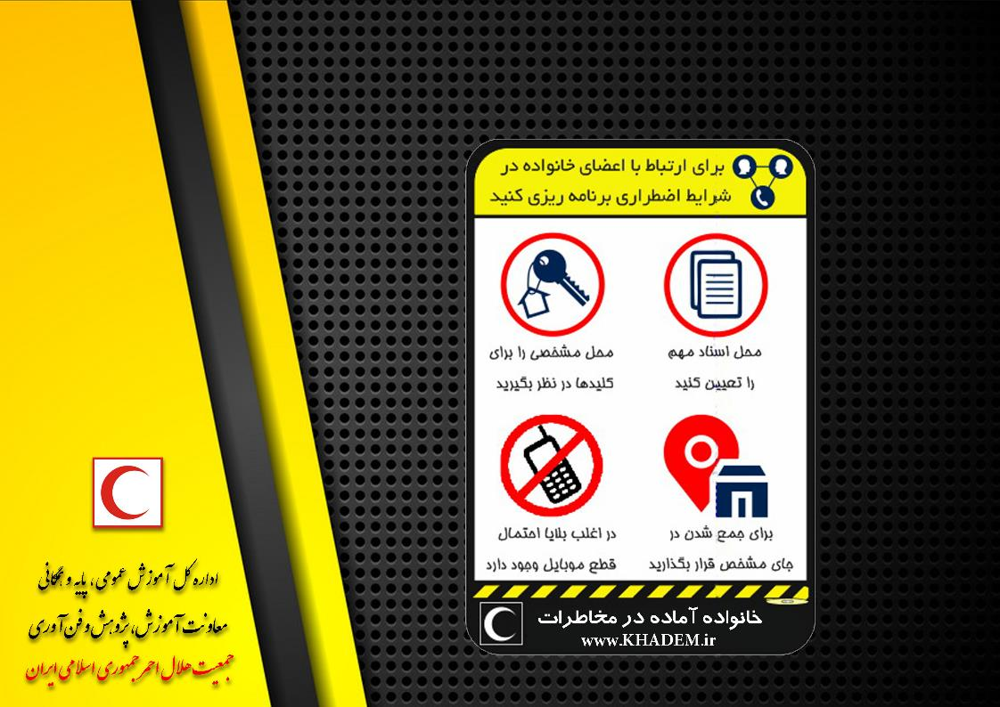 برای ارتباط با اعضای خانواده در
شرایط اضطراری برنامه ریزی کنید
محل اسناد مهم
را تعیین کنید
محل مشخصی را برای
کلیدها در نظر بگیرید
برای جمع شدن در
جای مشخص قرار بگذارید
در اغلب بلایا احتمال
قطع موبایل وجود دارد
خانواده آماده در مخاطرات
www.KHADEM.ir
اداره کل آموزش عمومی، پایه و همگانی
معاونت آموزش، پژوهش و فن آوری
جمعیت هلال احمر جمهوری اسلامی ایران